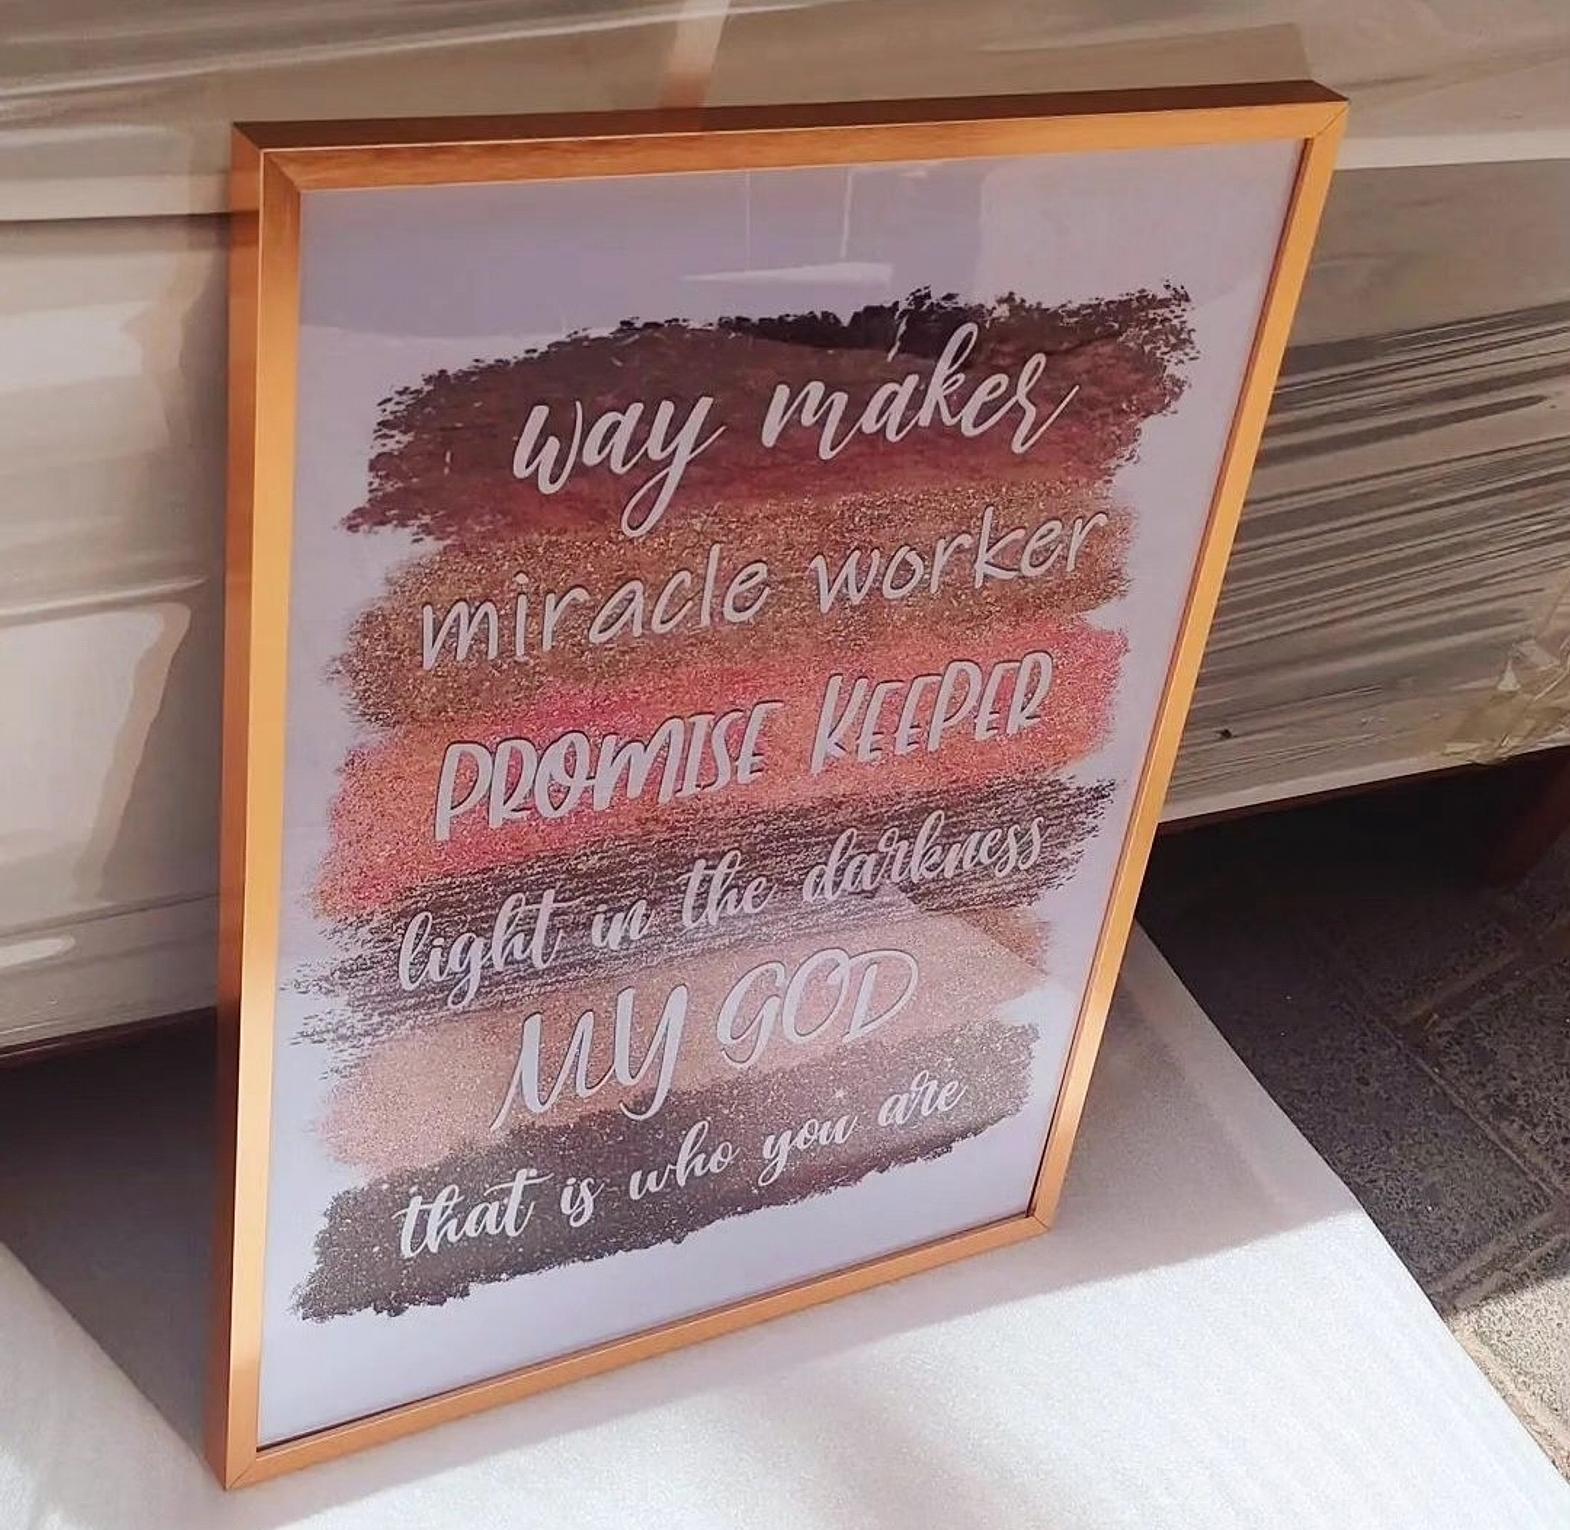 way maker
miracle worker
PROMISE KEEPER
light in the darkness
MY GOD
that is who you are